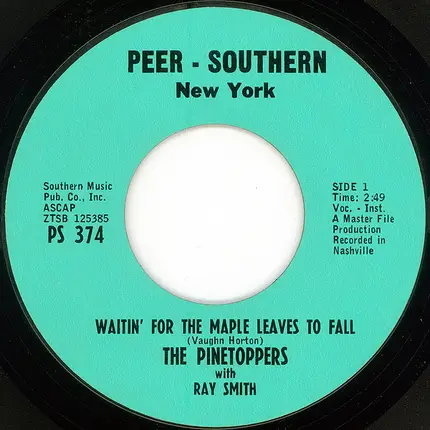 PEER - SOUTHERN
New York
Southern Music
Pub. Co., Inc.
ASCAP
ZTSB 125385
PS 374
SIDE 1
Time: 2:49
Voc. - Inst.
A Master File
Production
Recorded in
Nashville
WAITIN' FOR THE MAPLE LEAVES TO FALL
(Vaughn Horton)
THE PINETOPPERS
with
RAY SMITH